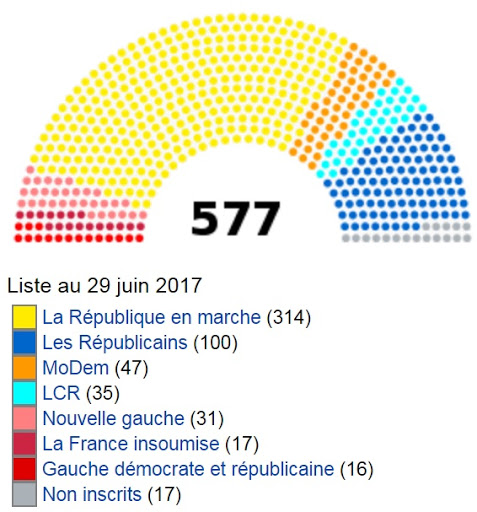 577
Liste au 29 juin 2017
La République en marche (314)
Les Républicains (100)
MoDem (47)
LCR (35)
Nouvelle gauche (31)
La France insoumise (17)
Gauche démocrate et républicaine (16)
Non inscrits (17)